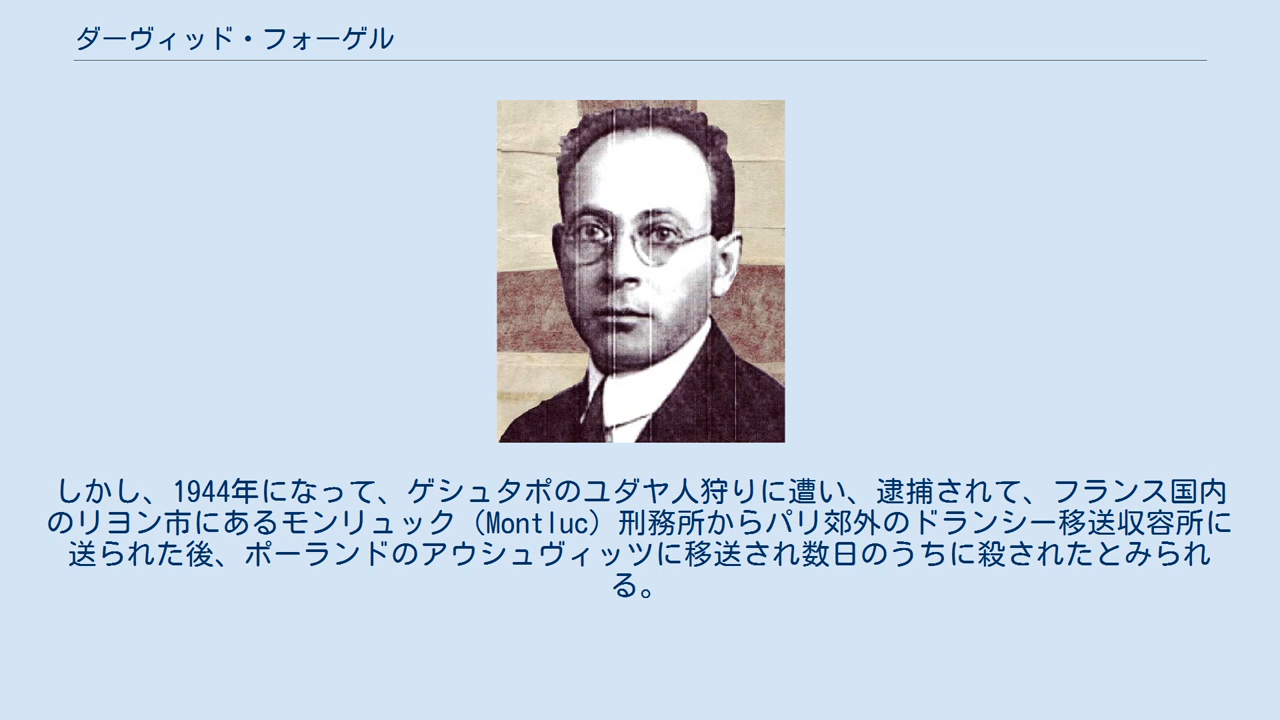 ダーヴィッド・フォーゲル
しかし、1944年になって、ゲシュタポのユダヤ人狩りに遭い、逮捕されて、フランス国内
のリヨン市にあるモンリュック（Montluc）刑務所からパリ郊外のドランシー移送収容所に
送られた後、ポーランドのアウシュヴィッツに移送され数日のうちに殺されたとみられ
る。